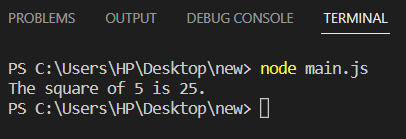 PROBLEMS OUTPUT DEBUG CONSOLE TERMINAL
PS C:\Users\HP\Desktop\new> node main.js
The square of 5 is 25.
PS C:\Users\HP\Desktop\new>